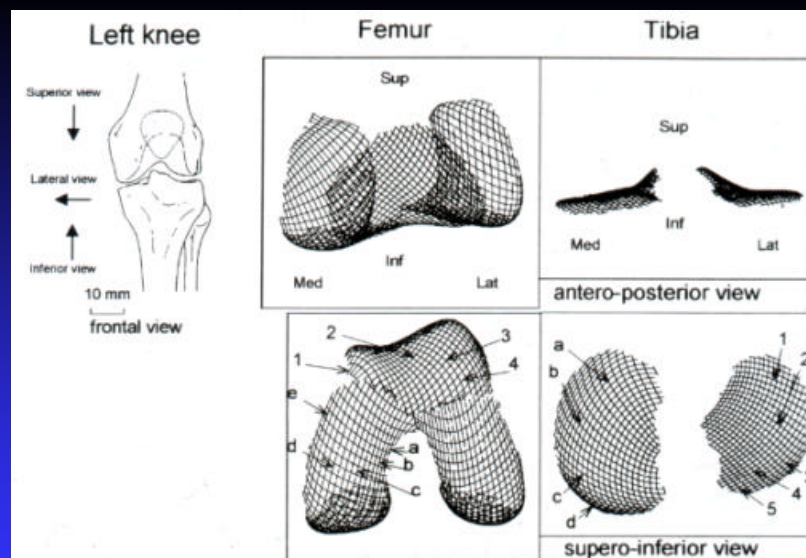 Left knee
Superior view
Lateral view
Inferior view
10 mm
frontal view
Femur
Sup
Inf
Med
Lat
Tibia
Sup
Inf
Med
Lat
antero-posterior view
1
2
3
4
e
d
a
b
c
a
b
c
d
1
2
3
4
5
supero-inferior view